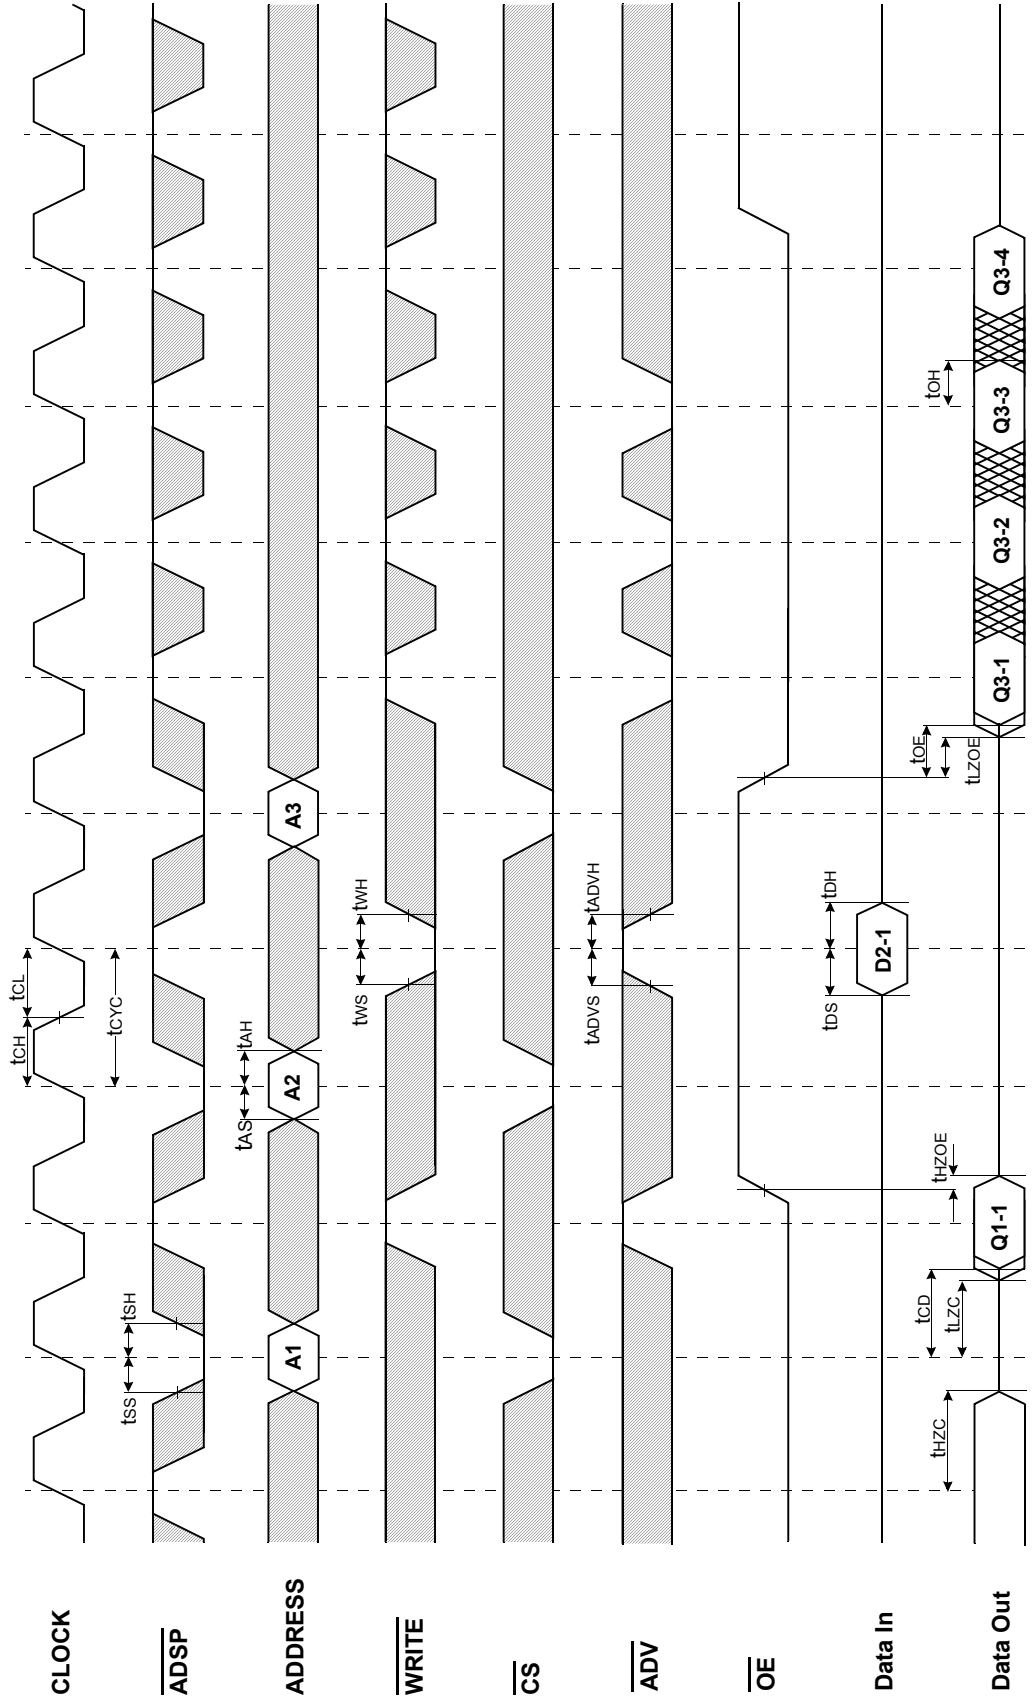 CLOCK
tCH
tCL
tCYC
ADSP
tSS
tSH
ADDRESS
A1
A2
A3
tAS
tAH
WRITE
tWS
tWH
CS
ADV
tADVS
tADVH
OE
Data In
tDS
D2-1
tDH
Data Out
tHZC
tCD
tLZC
Q1-1
tHZOE
tOE
tLZOE
Q3-1
Q3-2
Q3-3
tOH
Q3-4